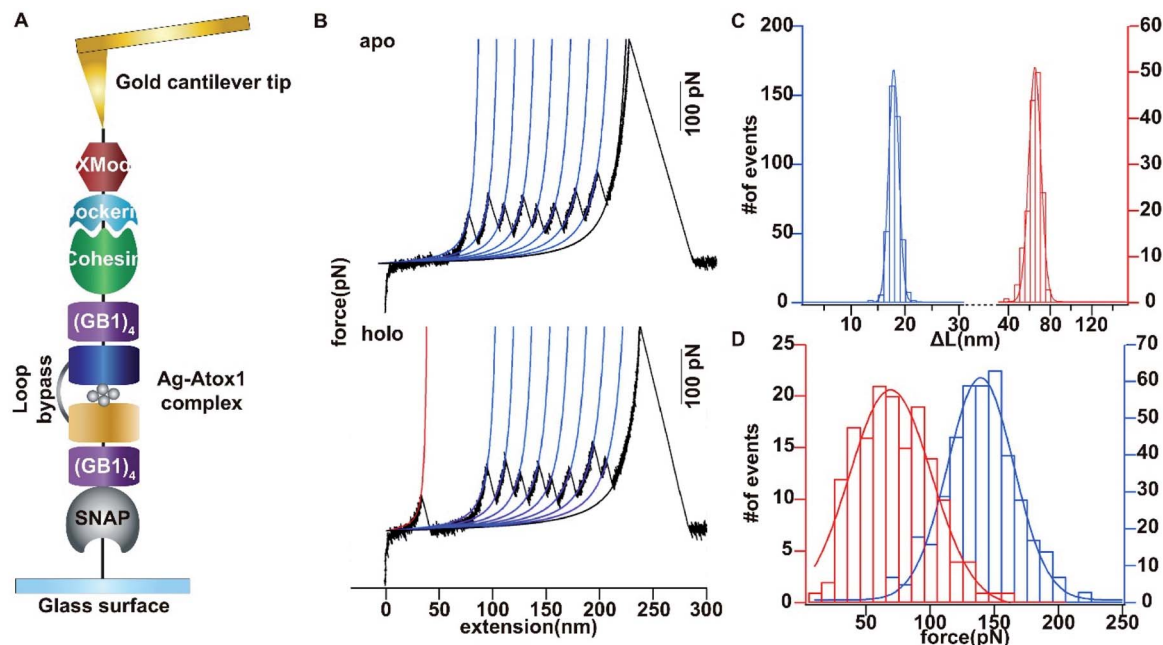 A
Gold cantilever tip
XMod
Dockerin
Cohesin
(GB1)4
Loop bypass
Ag-Atox1
complex
(GB1)4
SNAP
Glass surface
B
apo
100 pN
force(pN)
holo
100 pN
0 50 100 150 200 250 300
extension(nm)
C
200
150
100
50
0
#of events
60
50
40
30
20
10
0
10 20 30 40 80 120
ΔL(nm)
D
25
20
15
10
5
0
#of events
70
60
50
40
30
20
10
0
50 100 150 200 250
force(pN)